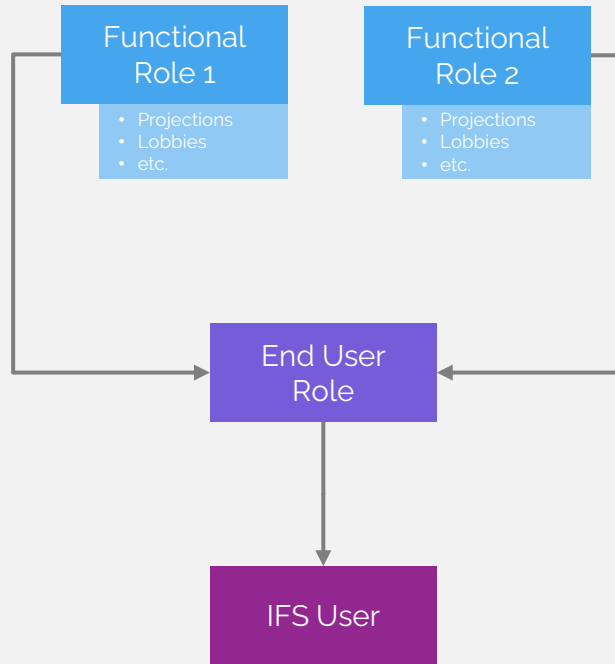 Functional
Role 1
• Projections
• Lobbies
• etc.
Functional
Role 2
• Projections
• Lobbies
• etc.
End User
Role
IFS User